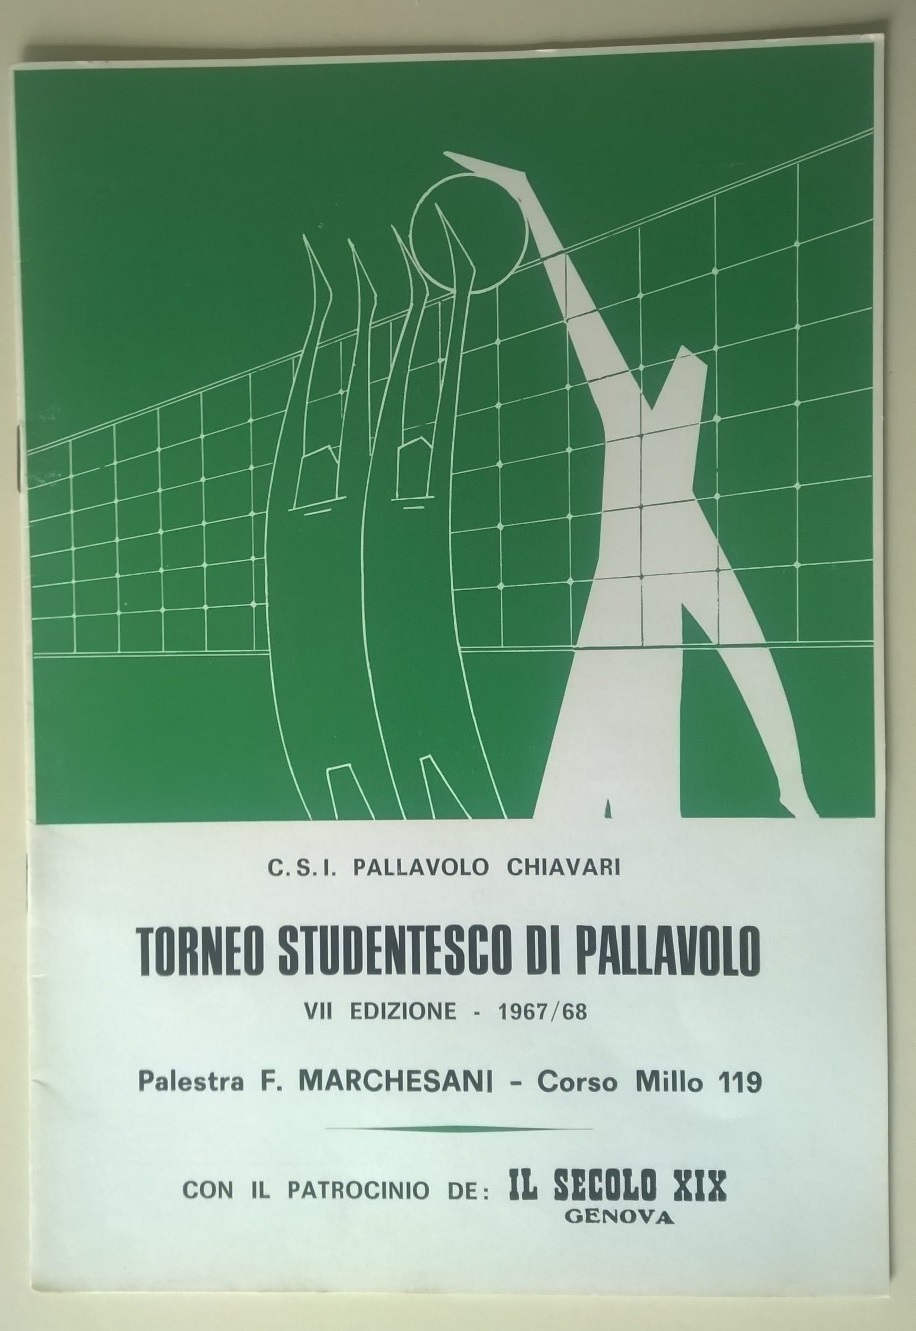 C.S.I. PALLAVOLO CHIAVARI
TORNEO STUDENTESCO DI PALLAVOLO
VII EDIZIONE - 1967/68
Palestra F. MARCHESANI - Corso Millo 119
CON IL PATROCINIO DE: IL SECOLO XIX
GENOVA